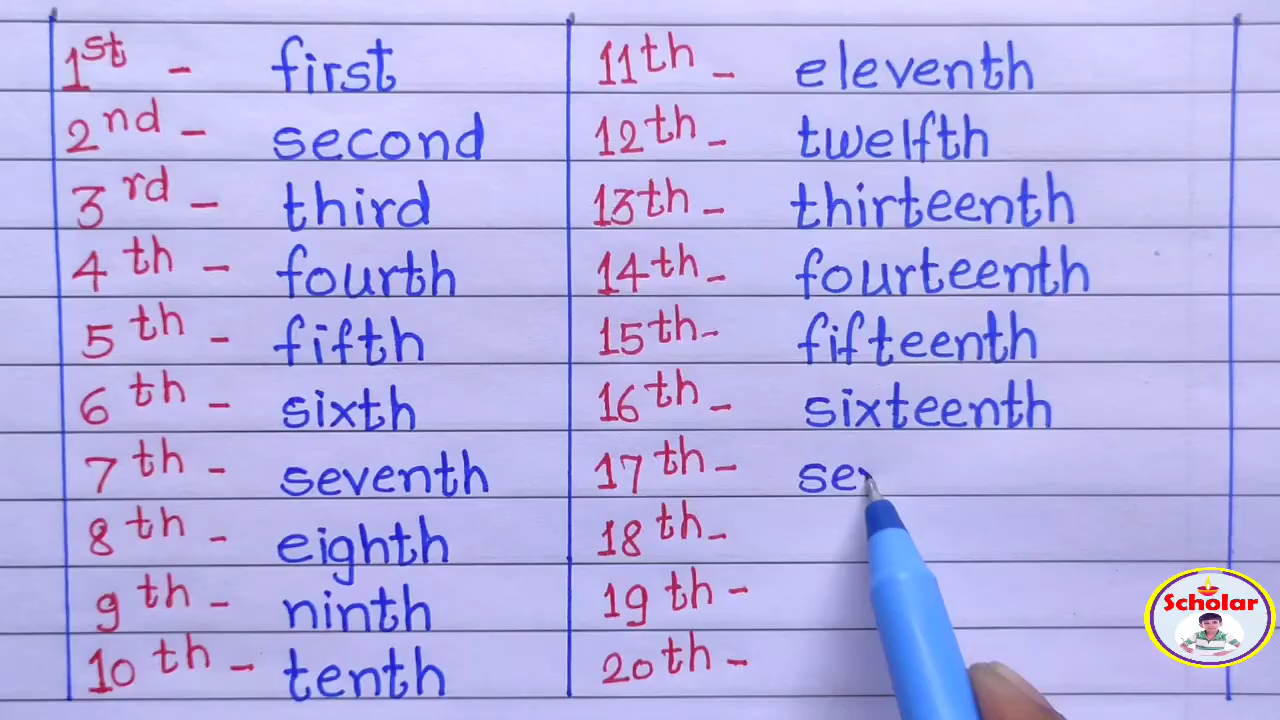 1st - first
2nd - second
3rd - third
4th - fourth
5th - fifth
6th - sixth
7th - seventh
8th - eighth
9th - ninth
10th - tenth
11th - eleventh
12th - twelfth
13th - thirteenth
14th - fourteenth
15th - fifteenth
16th - sixteenth
17th - sev
18th -
19th -
20th -
Scholar